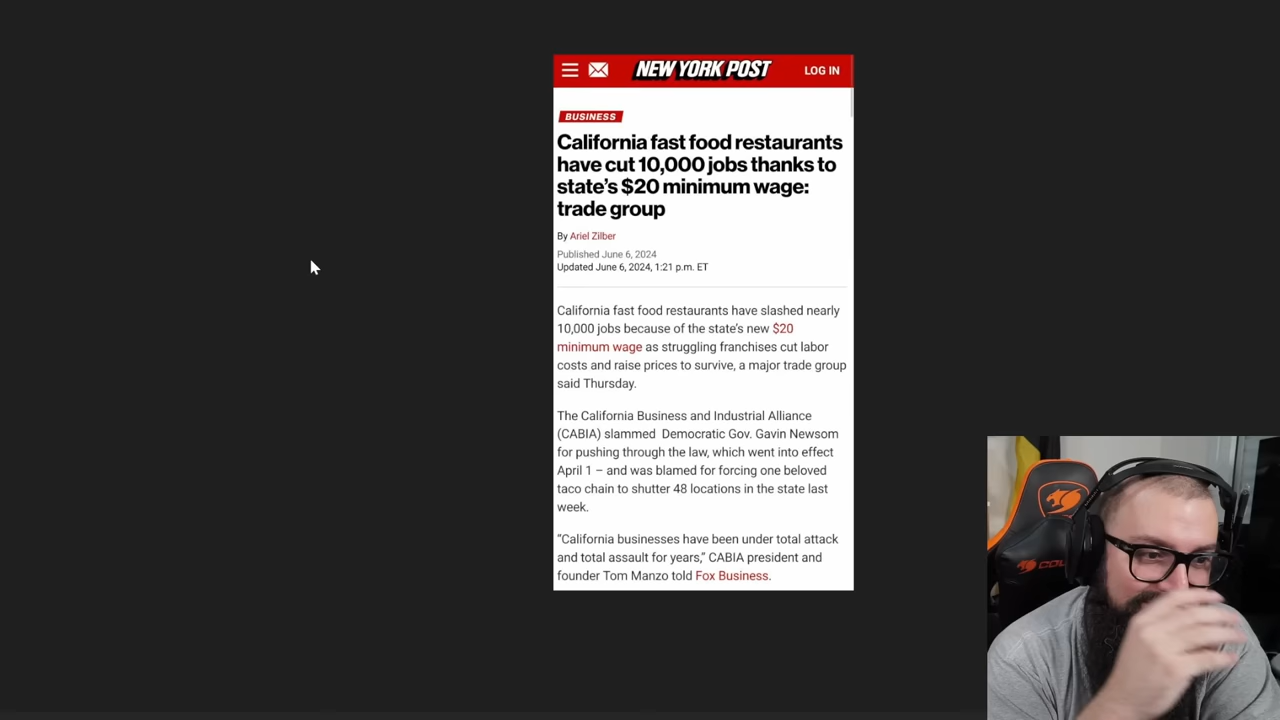 NEW YORK POST
LOG IN
BUSINESS
California fast food restaurants
have cut 10,000 jobs thanks to
state’s $20 minimum wage:
trade group
By Ariel Zilber
Published June 6, 2024
Updated June 6, 2024, 1:21 p.m. ET
California fast food restaurants have slashed nearly
10,000 jobs because of the state’s new $20
minimum wage as struggling franchises cut labor
costs and raise prices to survive, a major trade group
said Thursday.
The California Business and Industrial Alliance
(CABIA) slammed Democratic Gov. Gavin Newsom
for pushing through the law, which went into effect
April 1 – and was blamed for forcing one beloved
taco chain to shutter 48 locations in the state last
week.
“California businesses have been under total attack
and total assault for years,” CABIA president and
founder Tom Manzo told Fox Business.